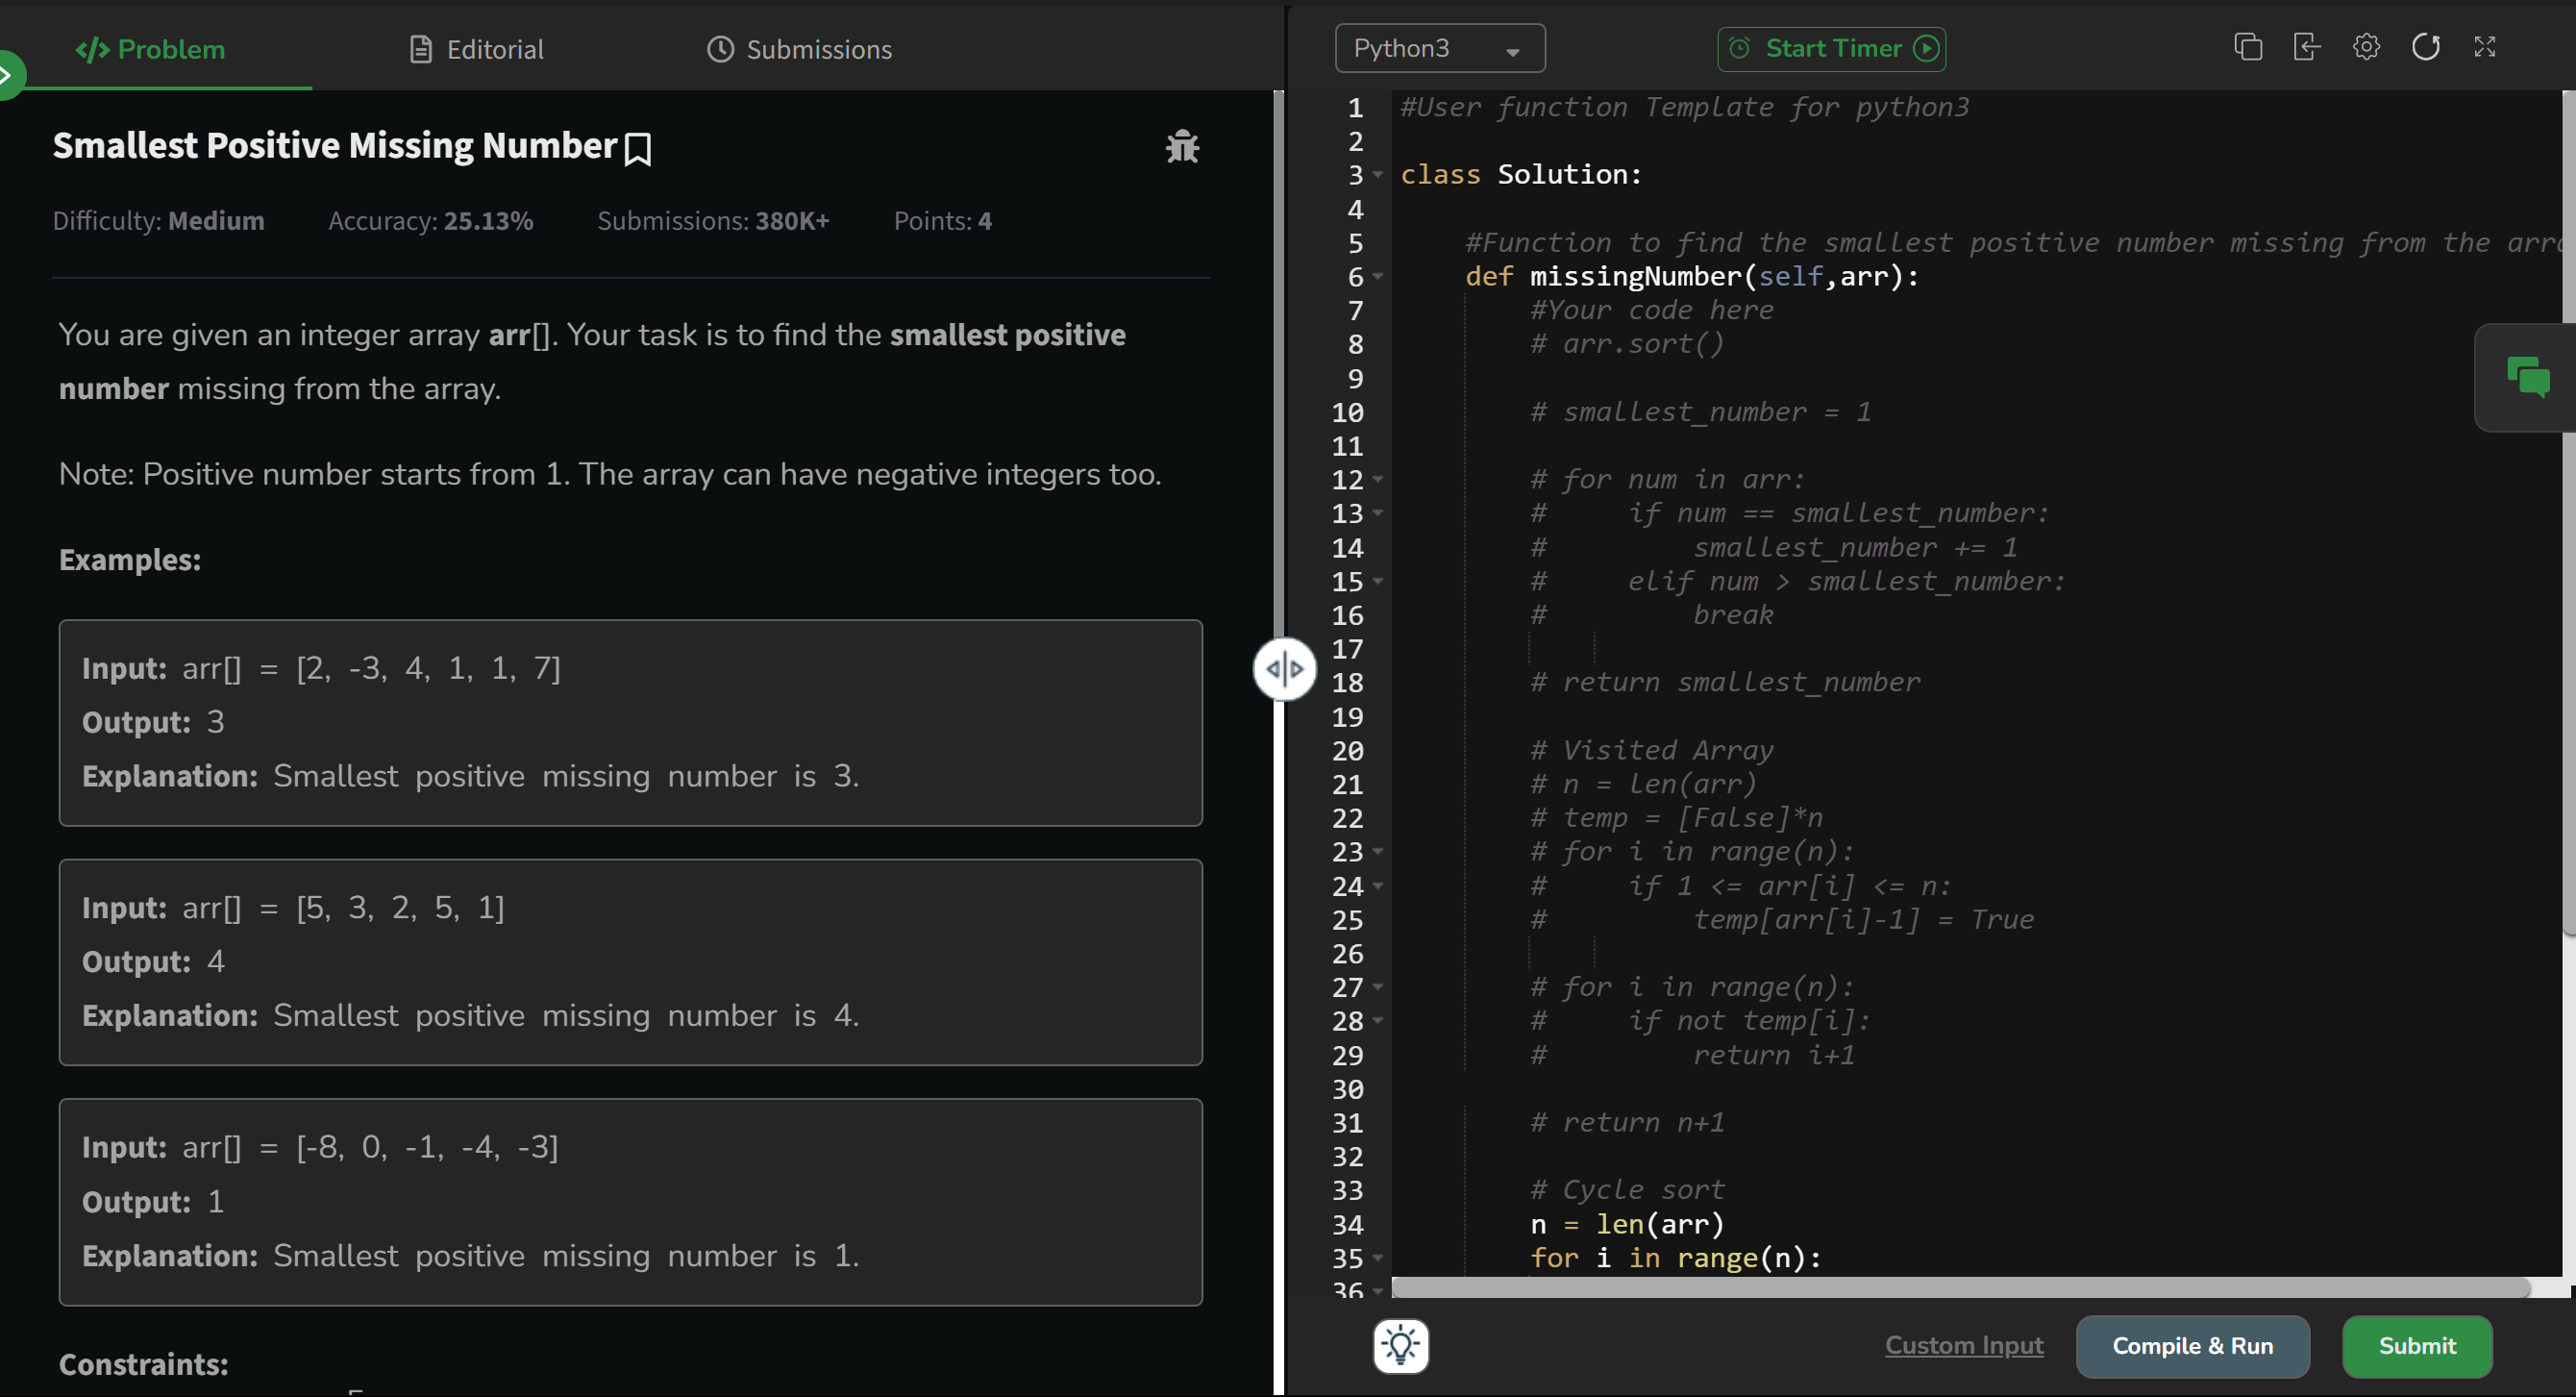 Problem
Editorial
Submissions
Smallest Positive Missing Number
Difficulty: Medium Accuracy: 25.13% Submissions: 380K+ Points: 4
You are given an integer array arr[]. Your task is to find the smallest positive
number missing from the array.
Note: Positive number starts from 1. The array can have negative integers too.
Examples:
Input: arr[] = [2, -3, 4, 1, 1, 7]
Output: 3
Explanation: Smallest positive missing number is 3.
Input: arr[] = [5, 3, 2, 5, 1]
Output: 4
Explanation: Smallest positive missing number is 4.
Input: arr[] = [-8, 0, -1, -4, -3]
Output: 1
Explanation: Smallest positive missing number is 1.
Constraints:
Python3
Start Timer
1 #User function Template for python3
2
3 class Solution:
4
5 #Function to find the smallest positive number missing from the
6 def missingNumber(self,arr):
7 #Your code here
8 # arr.sort()
9
10 # smallest_number = 1
11
12 # for num in arr:
13 # if num == smallest_number:
14 # smallest_number += 1
15 # elif num > smallest_number:
16 # break
17
18 # return smallest_number
19
20 # Visited Array
21 # n = len(arr)
22 # temp = [False]*n
23 # for i in range(n):
24 # if 1 <= arr[i] <= n:
25 # temp[arr[i]-1] = True
26
27 # for i in range(n):
28 # if not temp[i]:
29 # return i+1
30
31 # return n+1
32
33 # Cycle sort
34 n = len(arr)
35 for i in range(n):
36
Custom Input
Compile & Run
Submit